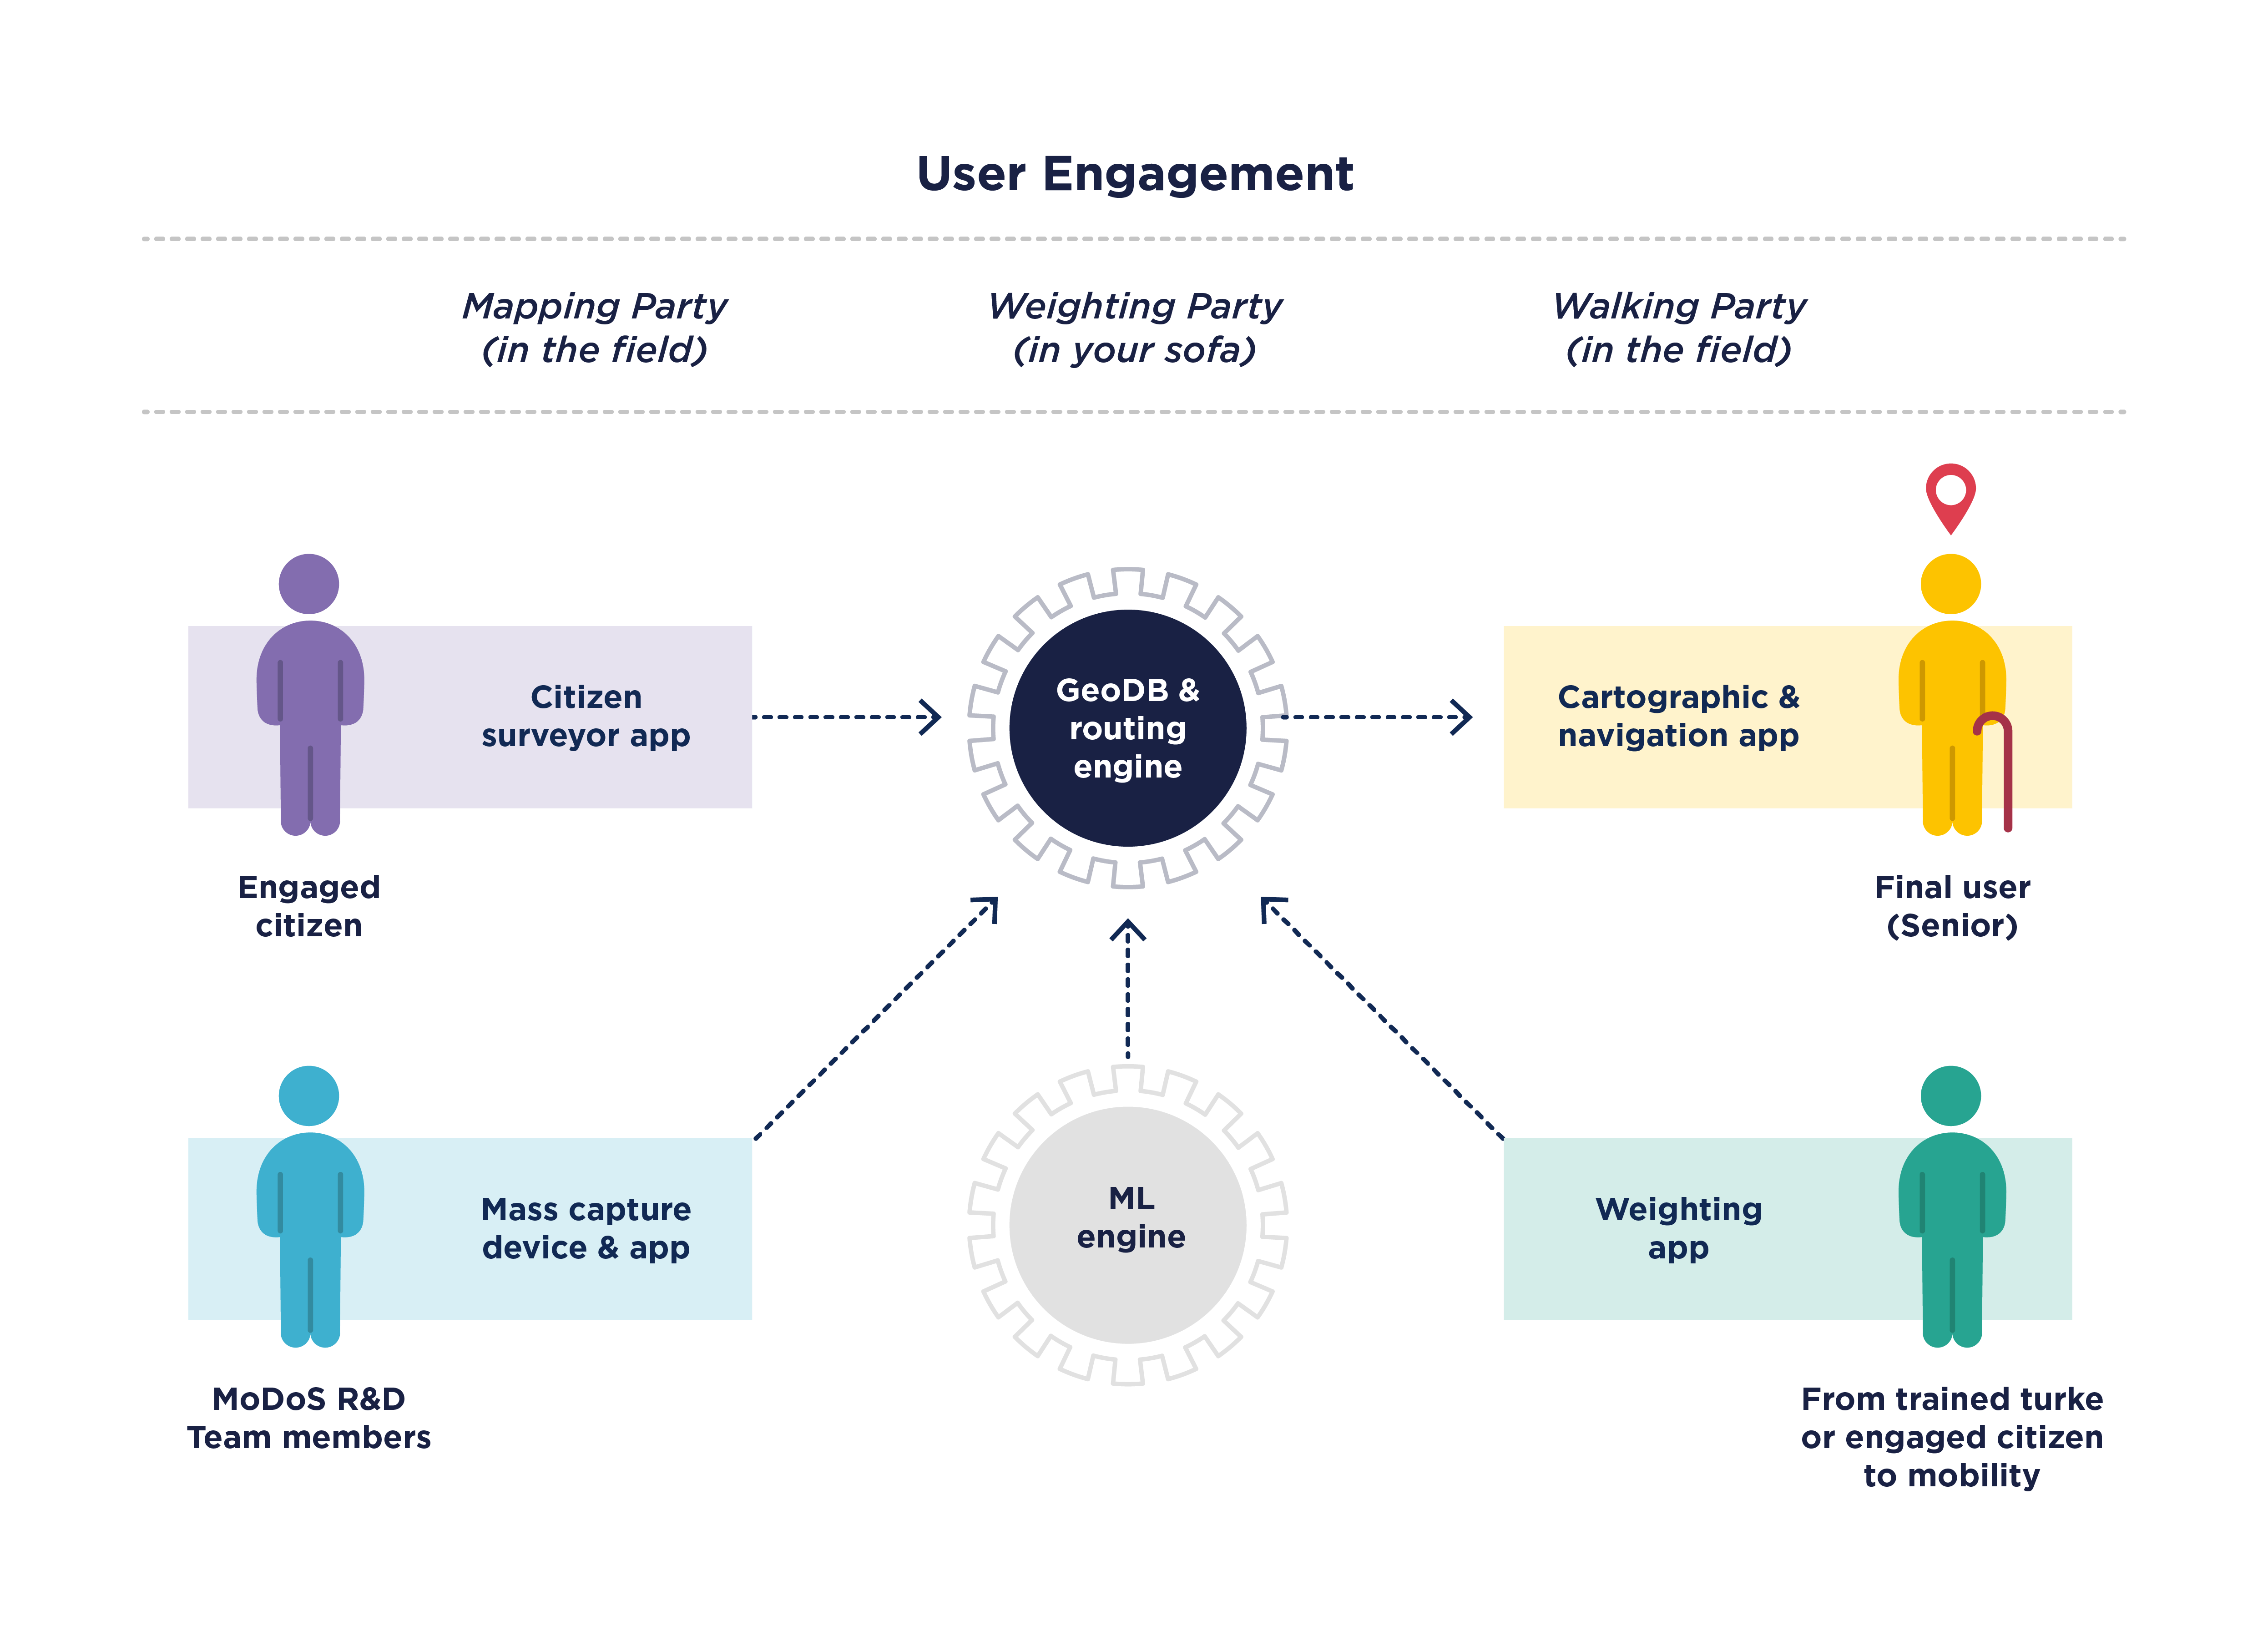 User Engagement
Mapping Party
(in the field)
Weighting Party
(in your sofa)
Walking Party
(in the field)
Citizen
surveyor app
GeoDB &
routing
engine
Cartographic &
navigation app
Engaged
citizen
Final user
(Senior)
Mass capture
device & app
ML
engine
Weighting
app
MoDoS R&D
Team members
From trained turke
or engaged citizen
to mobility